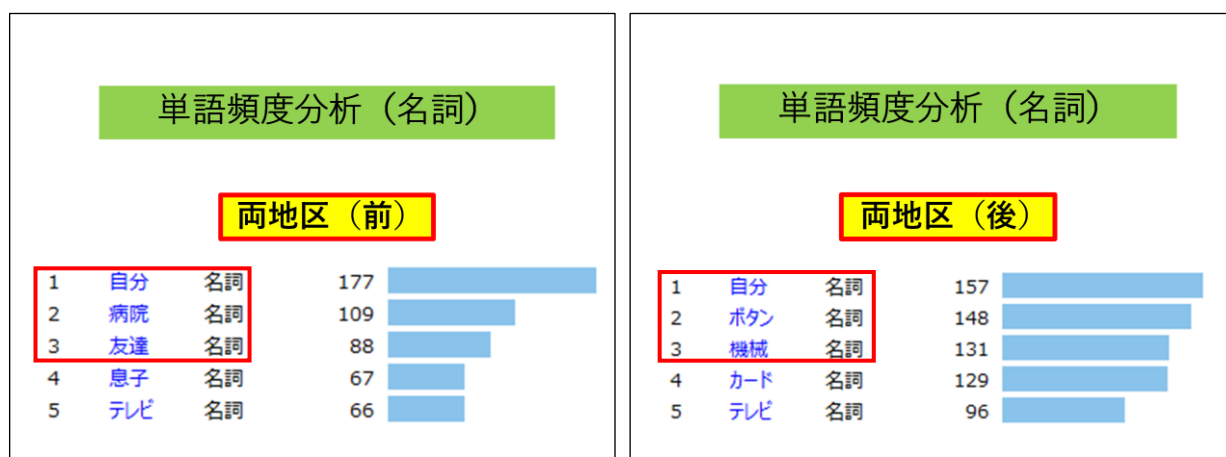 単語頻度分析（名詞）
両地区（前）
1 自分 名詞 177
2 病院 名詞 109
3 友達 名詞 88
4 息子 名詞 67
5 テレビ 名詞 66
単語頻度分析（名詞）
両地区（後）
1 自分 名詞 157
2 ボタン 名詞 148
3 機械 名詞 131
4 カード 名詞 129
5 テレビ 名詞 96